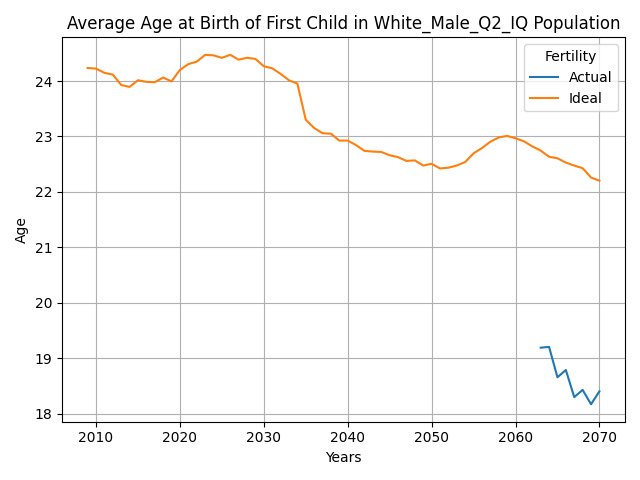 Average Age at Birth of First Child in White_Male_Q2_IQ Population
Fertility
Actual
Ideal
Age
24
23
22
21
20
19
18
2010 2020 2030 2040 2050 2060 2070
Years